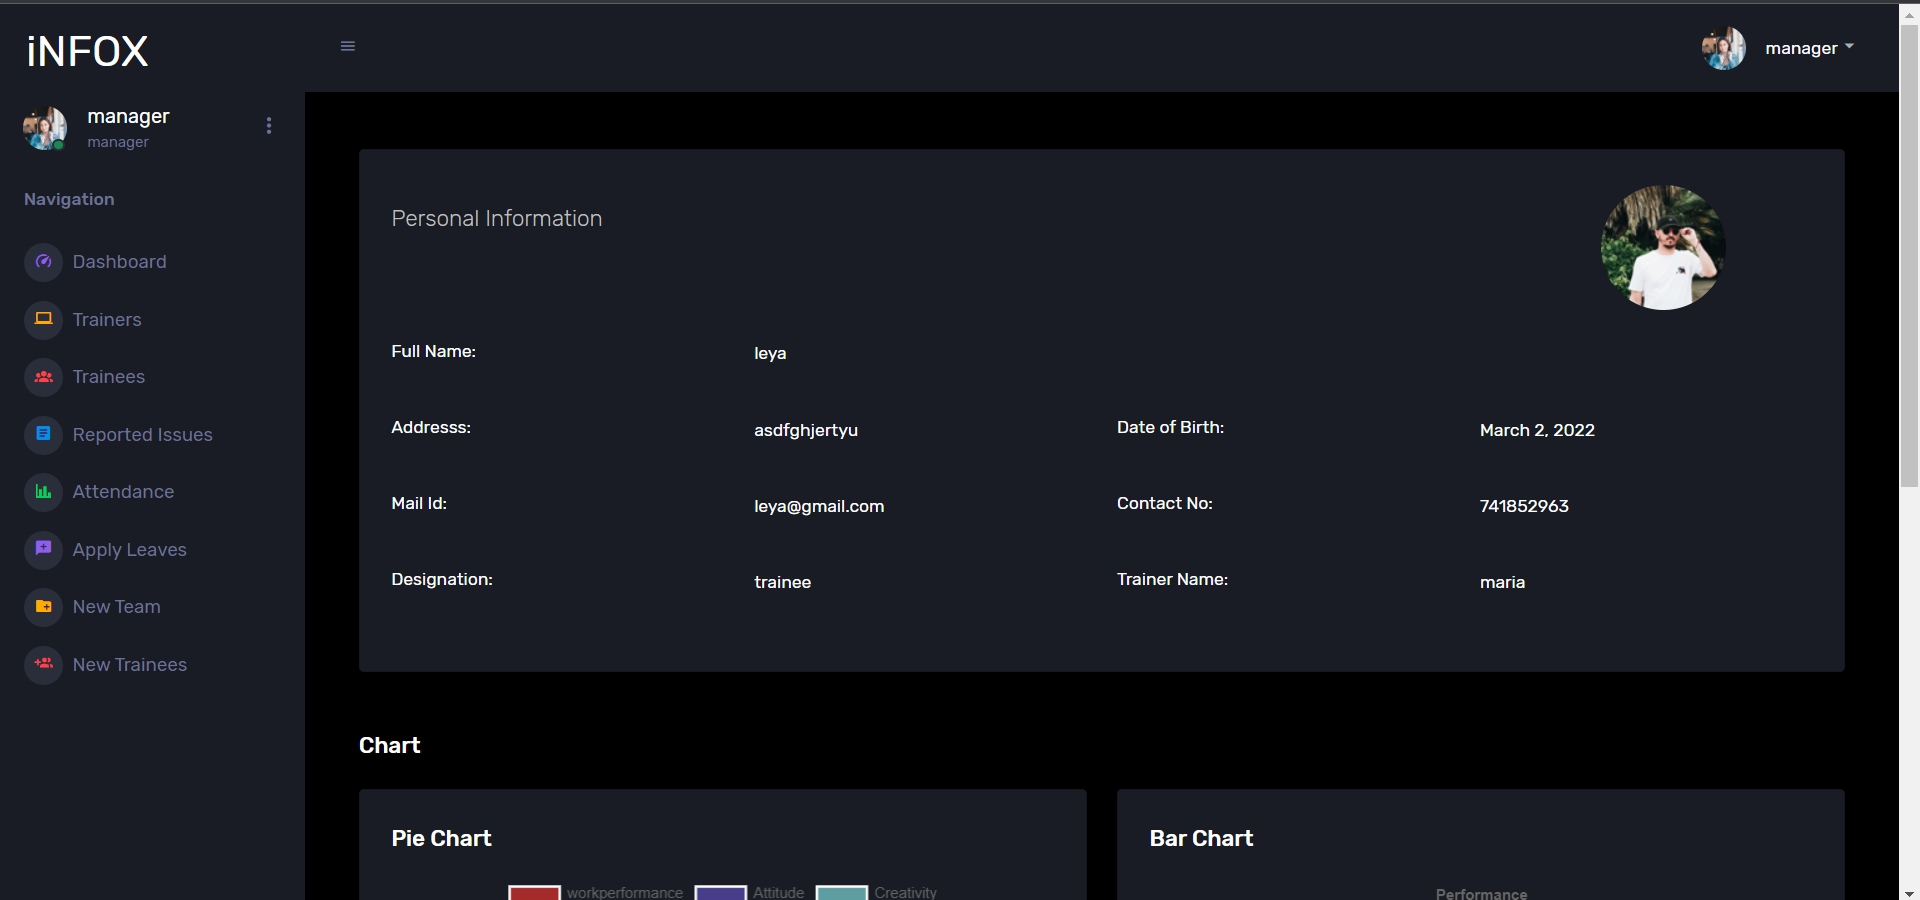 iNFOX
manager
manager
manager
Navigation
Dashboard
Trainers
Trainees
Reported Issues
Attendance
Apply Leaves
New Team
New Trainees
Personal Information
Full Name: leya
Addresss: asdfghjertyu Date of Birth: March 2, 2022
Mail Id: leya@gmail.com Contact No: 741852963
Designation: trainee Trainer Name: maria
Chart
Pie Chart
workperformance Attitude Creativity
Bar Chart
Performance